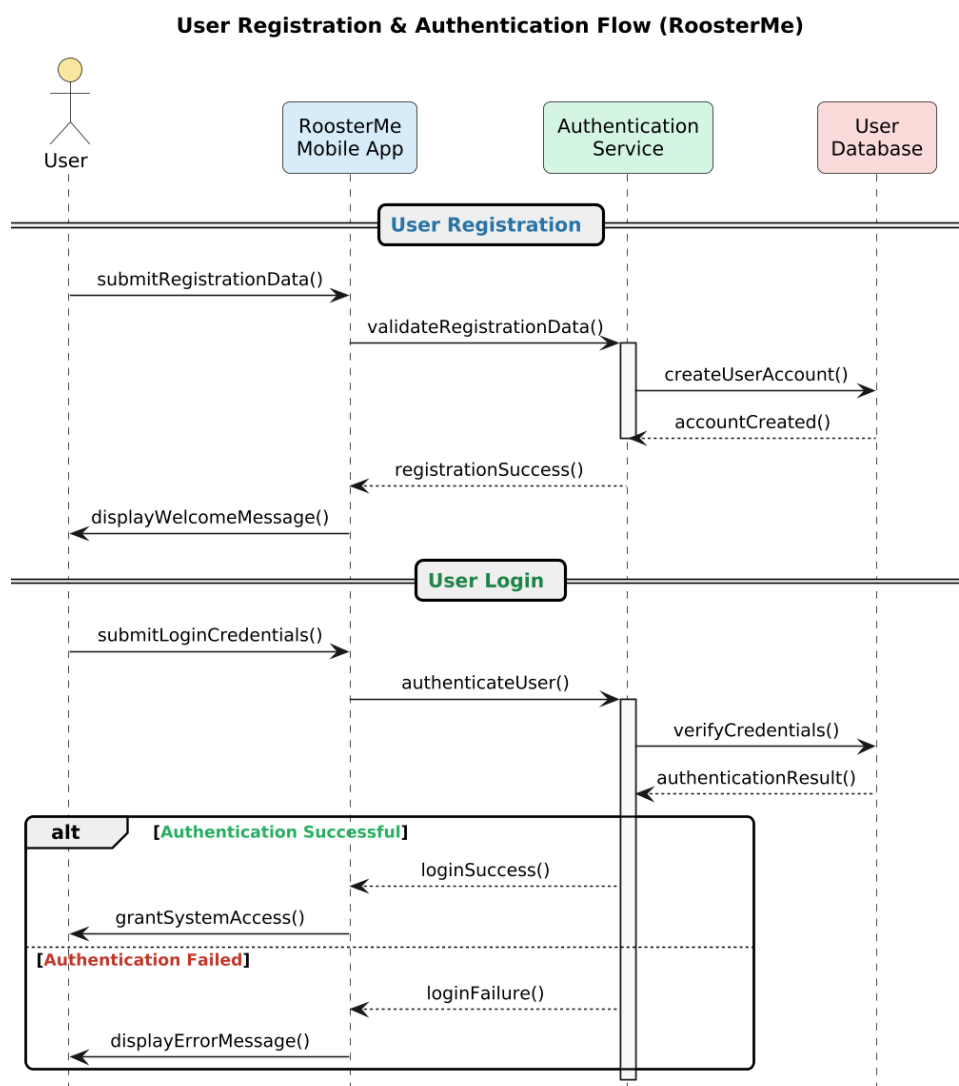 User Registration & Authentication Flow (RoosterMe)
User
RoosterMe
Mobile App
Authentication
Service
User
Database
User Registration
submitRegistrationData()
validateRegistrationData()
createUserAccount()
accountCreated()
registrationSuccess()
displayWelcomeMessage()
User Login
submitLoginCredentials()
authenticateUser()
verifyCredentials()
authenticationResult()
alt [Authentication Successful]
loginSuccess()
grantSystemAccess()
[Authentication Failed]
loginFailure()
displayErrorMessage()